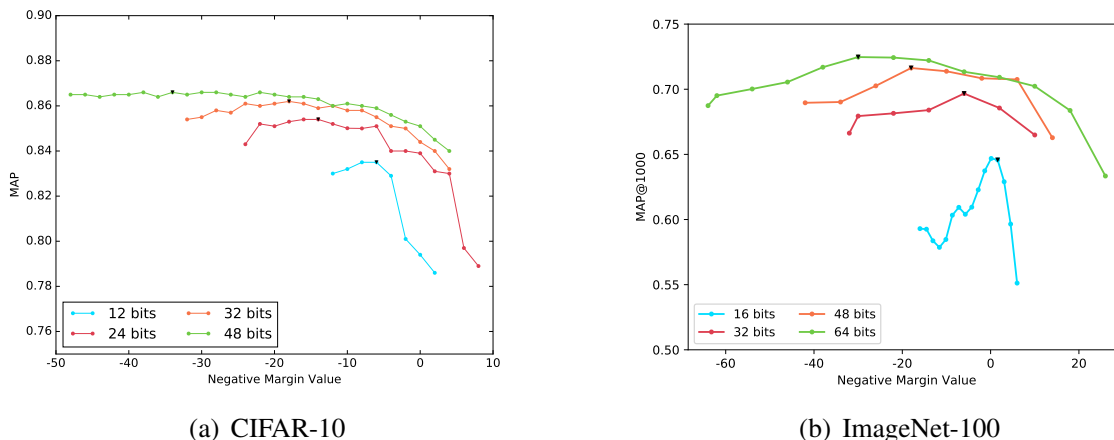 0.90
0.88
0.86
0.84
0.82
0.80
0.78
0.76
MAP
-50 -40 -30 -20 -10 0 10
Negative Margin Value
12 bits 32 bits
24 bits 48 bits
(a) CIFAR-10
0.75
0.70
0.65
0.60
0.55
0.50
MAP@1000
-60 -40 -20 0 20
Negative Margin Value
16 bits 48 bits
32 bits 64 bits
(b) ImageNet-100